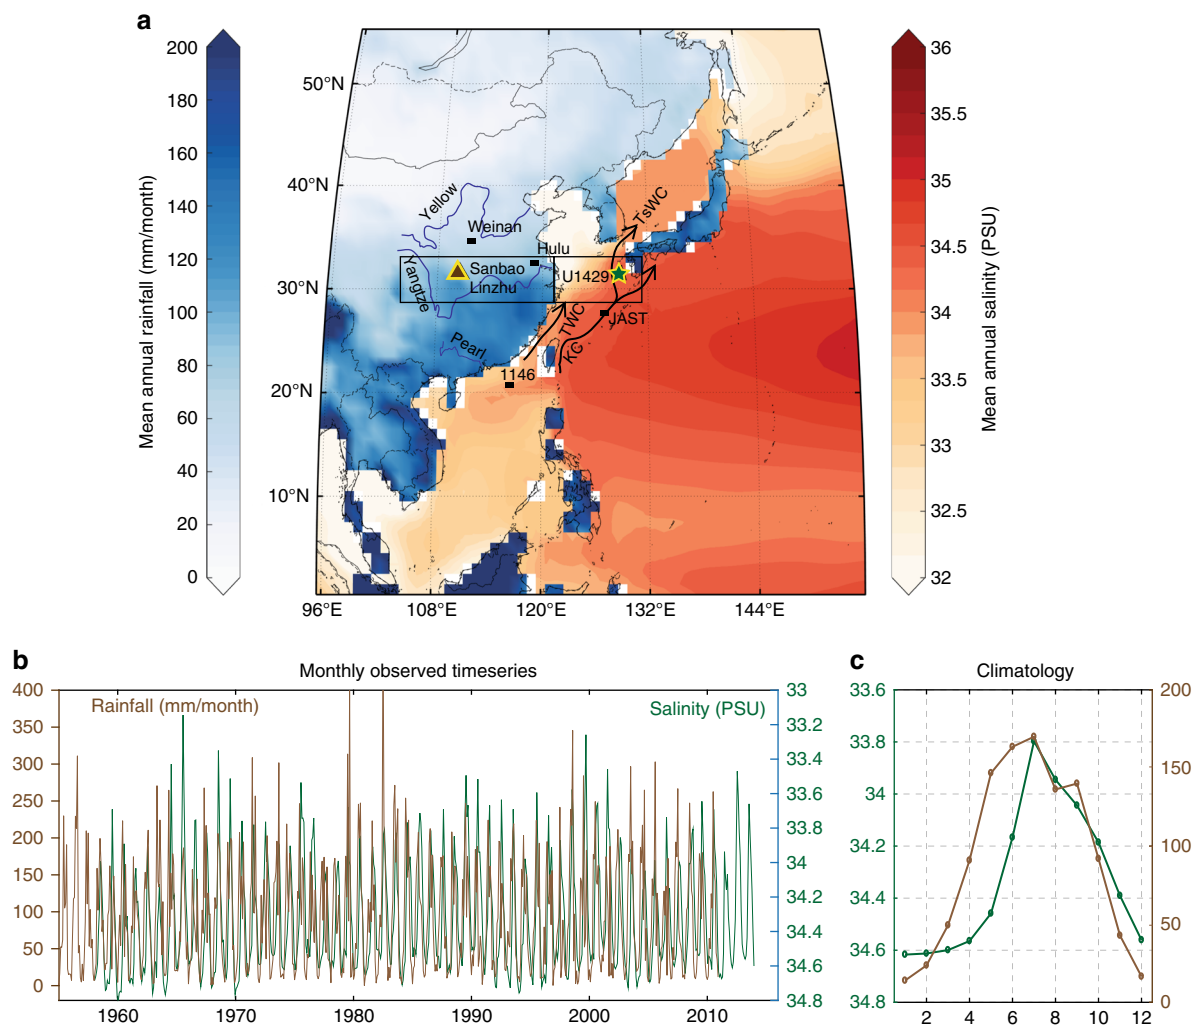 a
200
180
160
140
120
100
80
60
40
20
0
Mean annual rainfall (mm/month)
50°N
40°N
30°N
20°N
10°N
96°E
108°E
120°E
132°E
144°E
Yellow
Weinan
Hulu
Sanbao
Linzhu
Yangtze
Pearl
U1429
TsWC
TWC
KC
JAST
1146
36
35.5
35
34.5
34
33.5
33
32.5
32
Mean annual salinity (PSU)
b
Monthly observed timeseries
Rainfall (mm/month)
Salinity (PSU)
400
350
300
250
200
150
100
50
0
33
33.2
33.4
33.6
33.8
34
34.2
34.4
34.6
34.8
1960
1970
1980
1990
2000
2010
c
Climatology
33.6
33.8
34
34.2
34.4
34.6
34.8
200
150
100
50
0
2
4
6
8
10
12